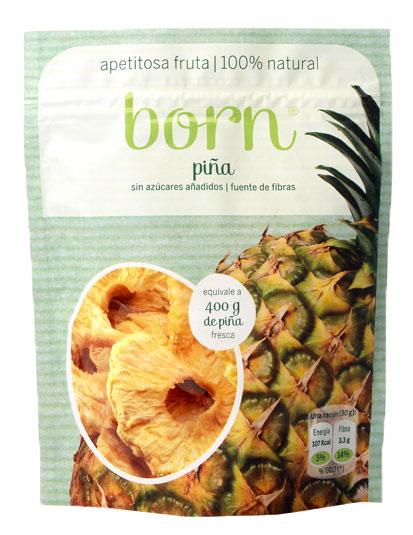 apetitosa fruta | 100% natural
born®
piña
sin azúcares añadidos | fuente de fibras
equivale a
400 g
de piña
fresca
Una ración (30 g):
Energía
107 Kcal
5%
Fibra
3,3 g
14%